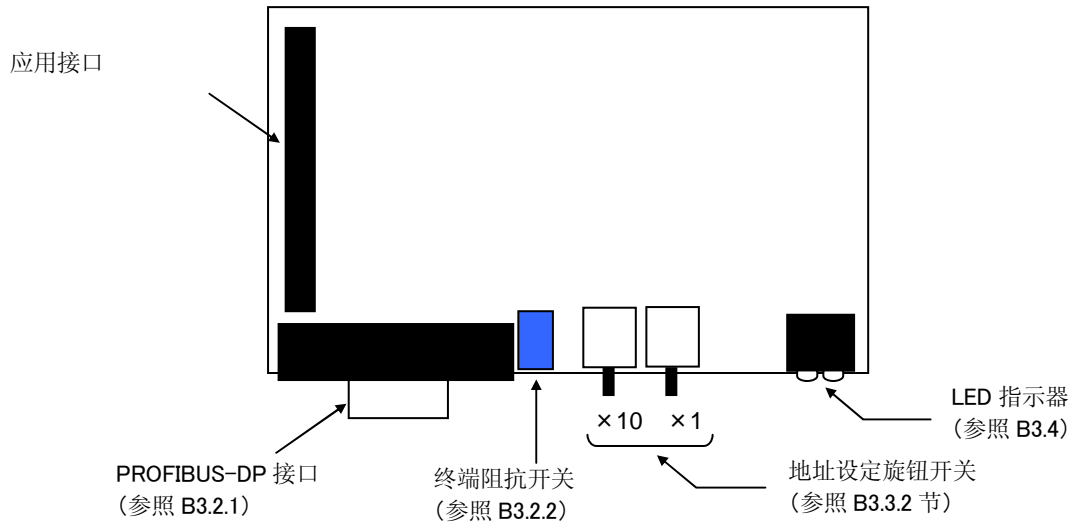 应用接口
×10 ×1
LED 指示器
（参照 B3.4）
PROFIBUS-DP 接口
（参照 B3.2.1）
终端阻抗开关
（参照 B3.2.2）
地址设定旋钮开关
（参照 B3.3.2 节）